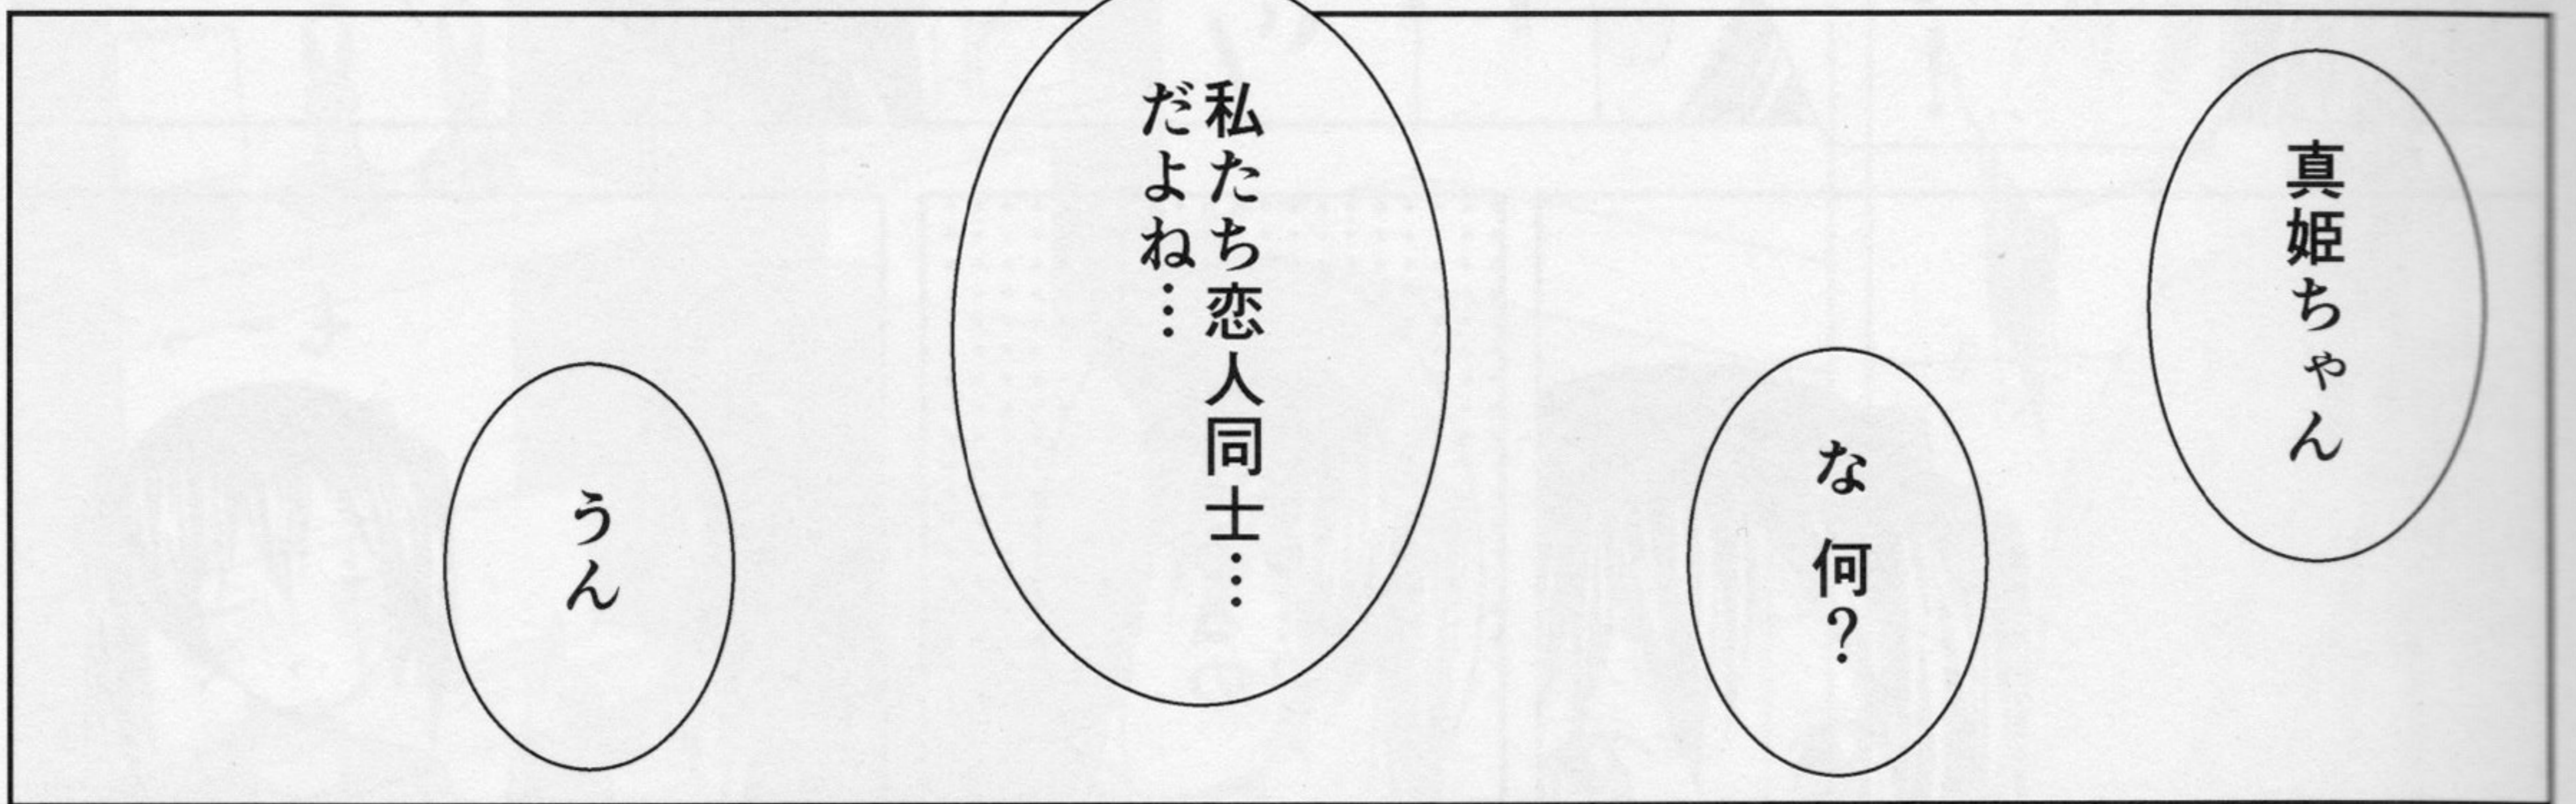 真姫ちゃん
な 何?
私たち恋人同士…
だよね…
うん